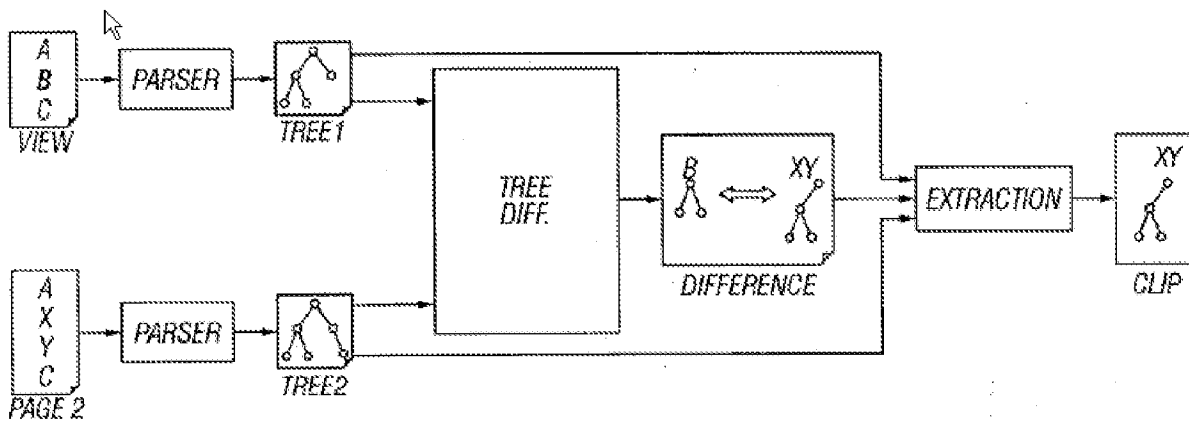 A
B
C
VIEW
PARSER
TREE1
TREE
DIFF.
B
XY
DIFFERENCE
EXTRACTION
XY
CLIP
A
X
Y
C
PAGE 2
PARSER
TREE2